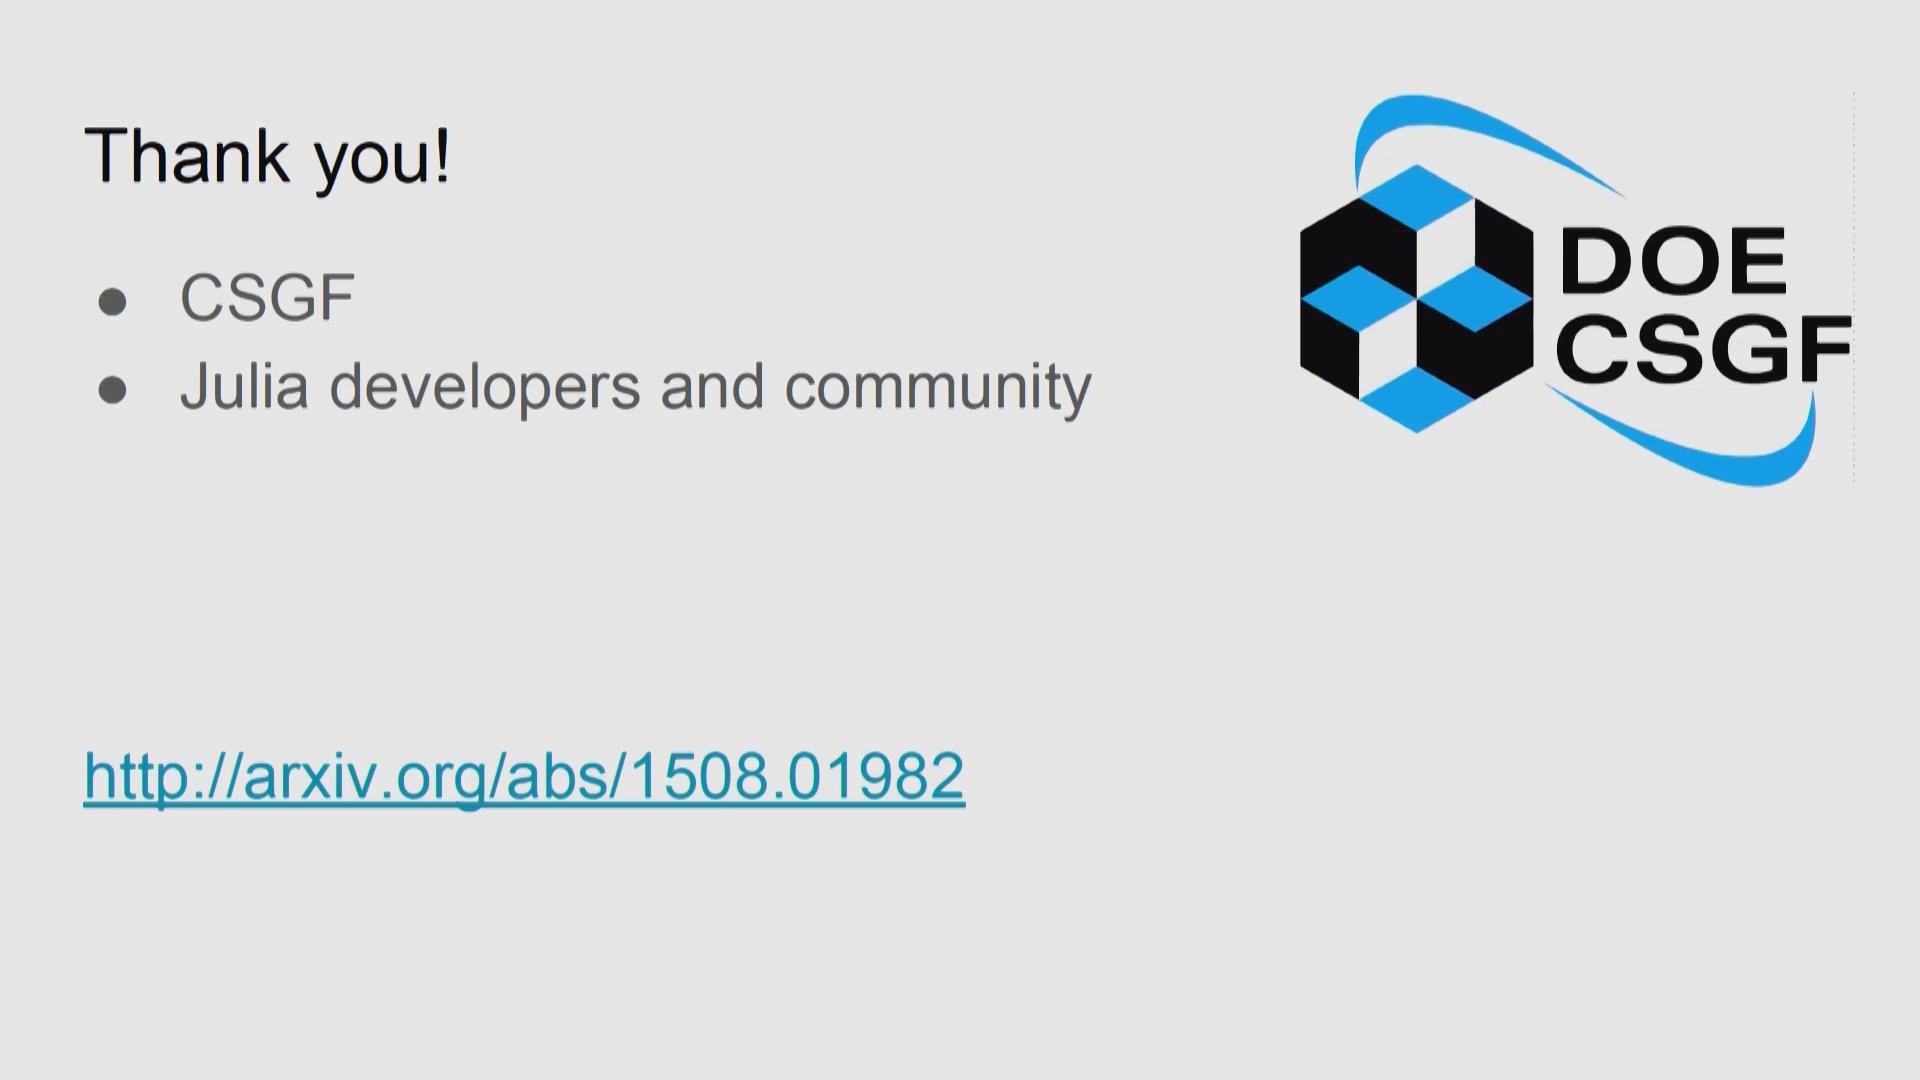 Thank you!
● CSGF
● Julia developers and community
DOE
CSGF
http://arxiv.org/abs/1508.01982